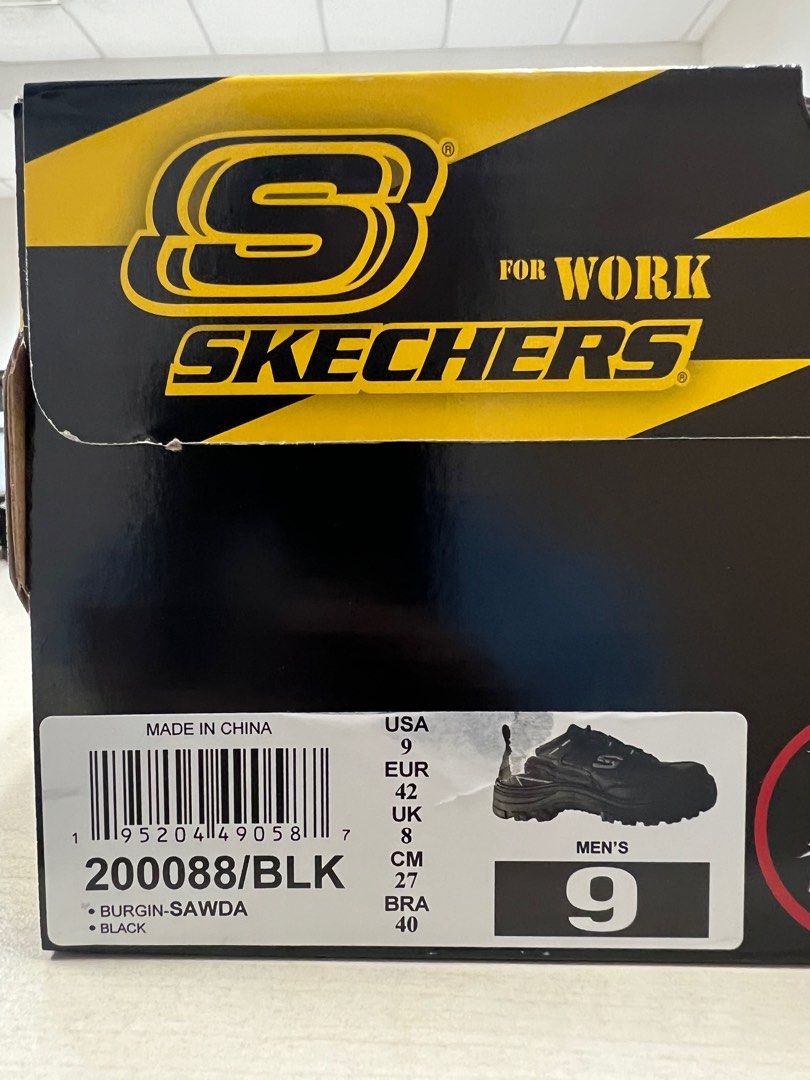 S®
FOR WORK
SKECHERS®
MADE IN CHINA
1 95204 49058 7
200088/BLK
• BURGIN-SAWDA
• BLACK
USA
9
EUR
42
UK
8
CM
27
BRA
40
S
MEN'S
9